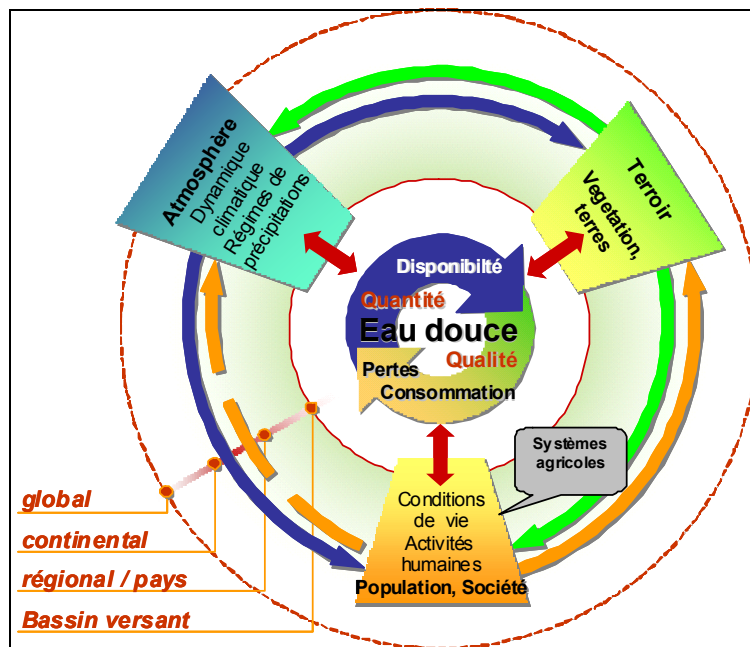 Atmosphère
Dynamique
climatique
Régimes de
précipitations
Terroir
Vegetation,
terres
Disponibilté
Quantité
Eau douce
Qualité
Pertes
Consommation
Systèmes
agricoles
Conditions
de vie
Activités
humaines
Population, Société
global
continental
régional / pays
Bassin versant